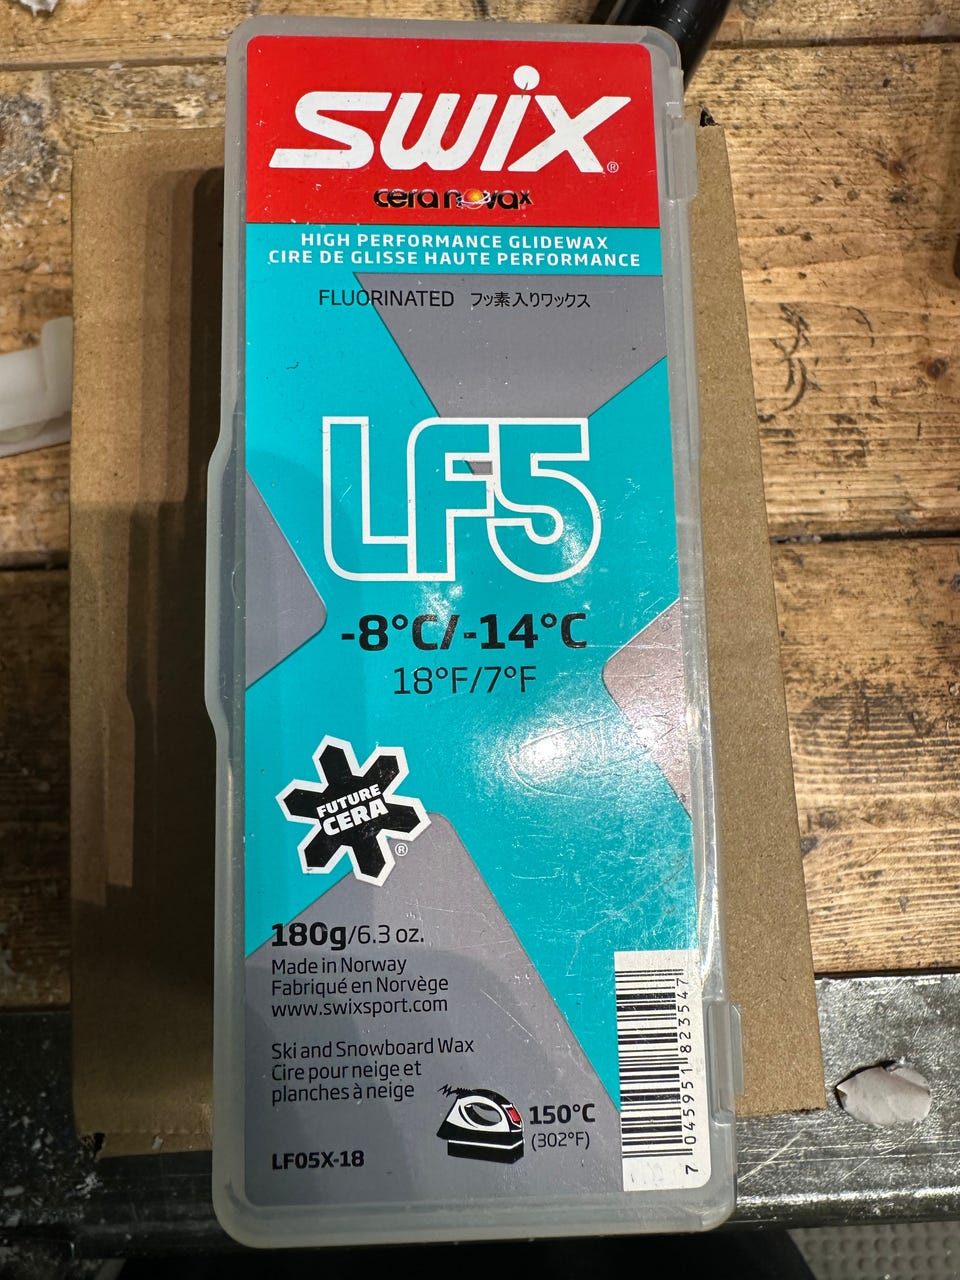 SWIX®
cera novax
HIGH PERFORMANCE GLIDEWAX
CIRE DE GLISSE HAUTE PERFORMANCE
FLUORINATED フッ素入りワックス
LF5
-8°C/-14°C
18°F/7°F
FUTURE
CERA®
180g/6.3 oz.
Made in Norway
Fabriqué en Norvège
www.swixsport.com
Ski and Snowboard Wax
Cire pour neige et
planches à neige
150°C
(302°F)
LF05X-18
7 045951 823547